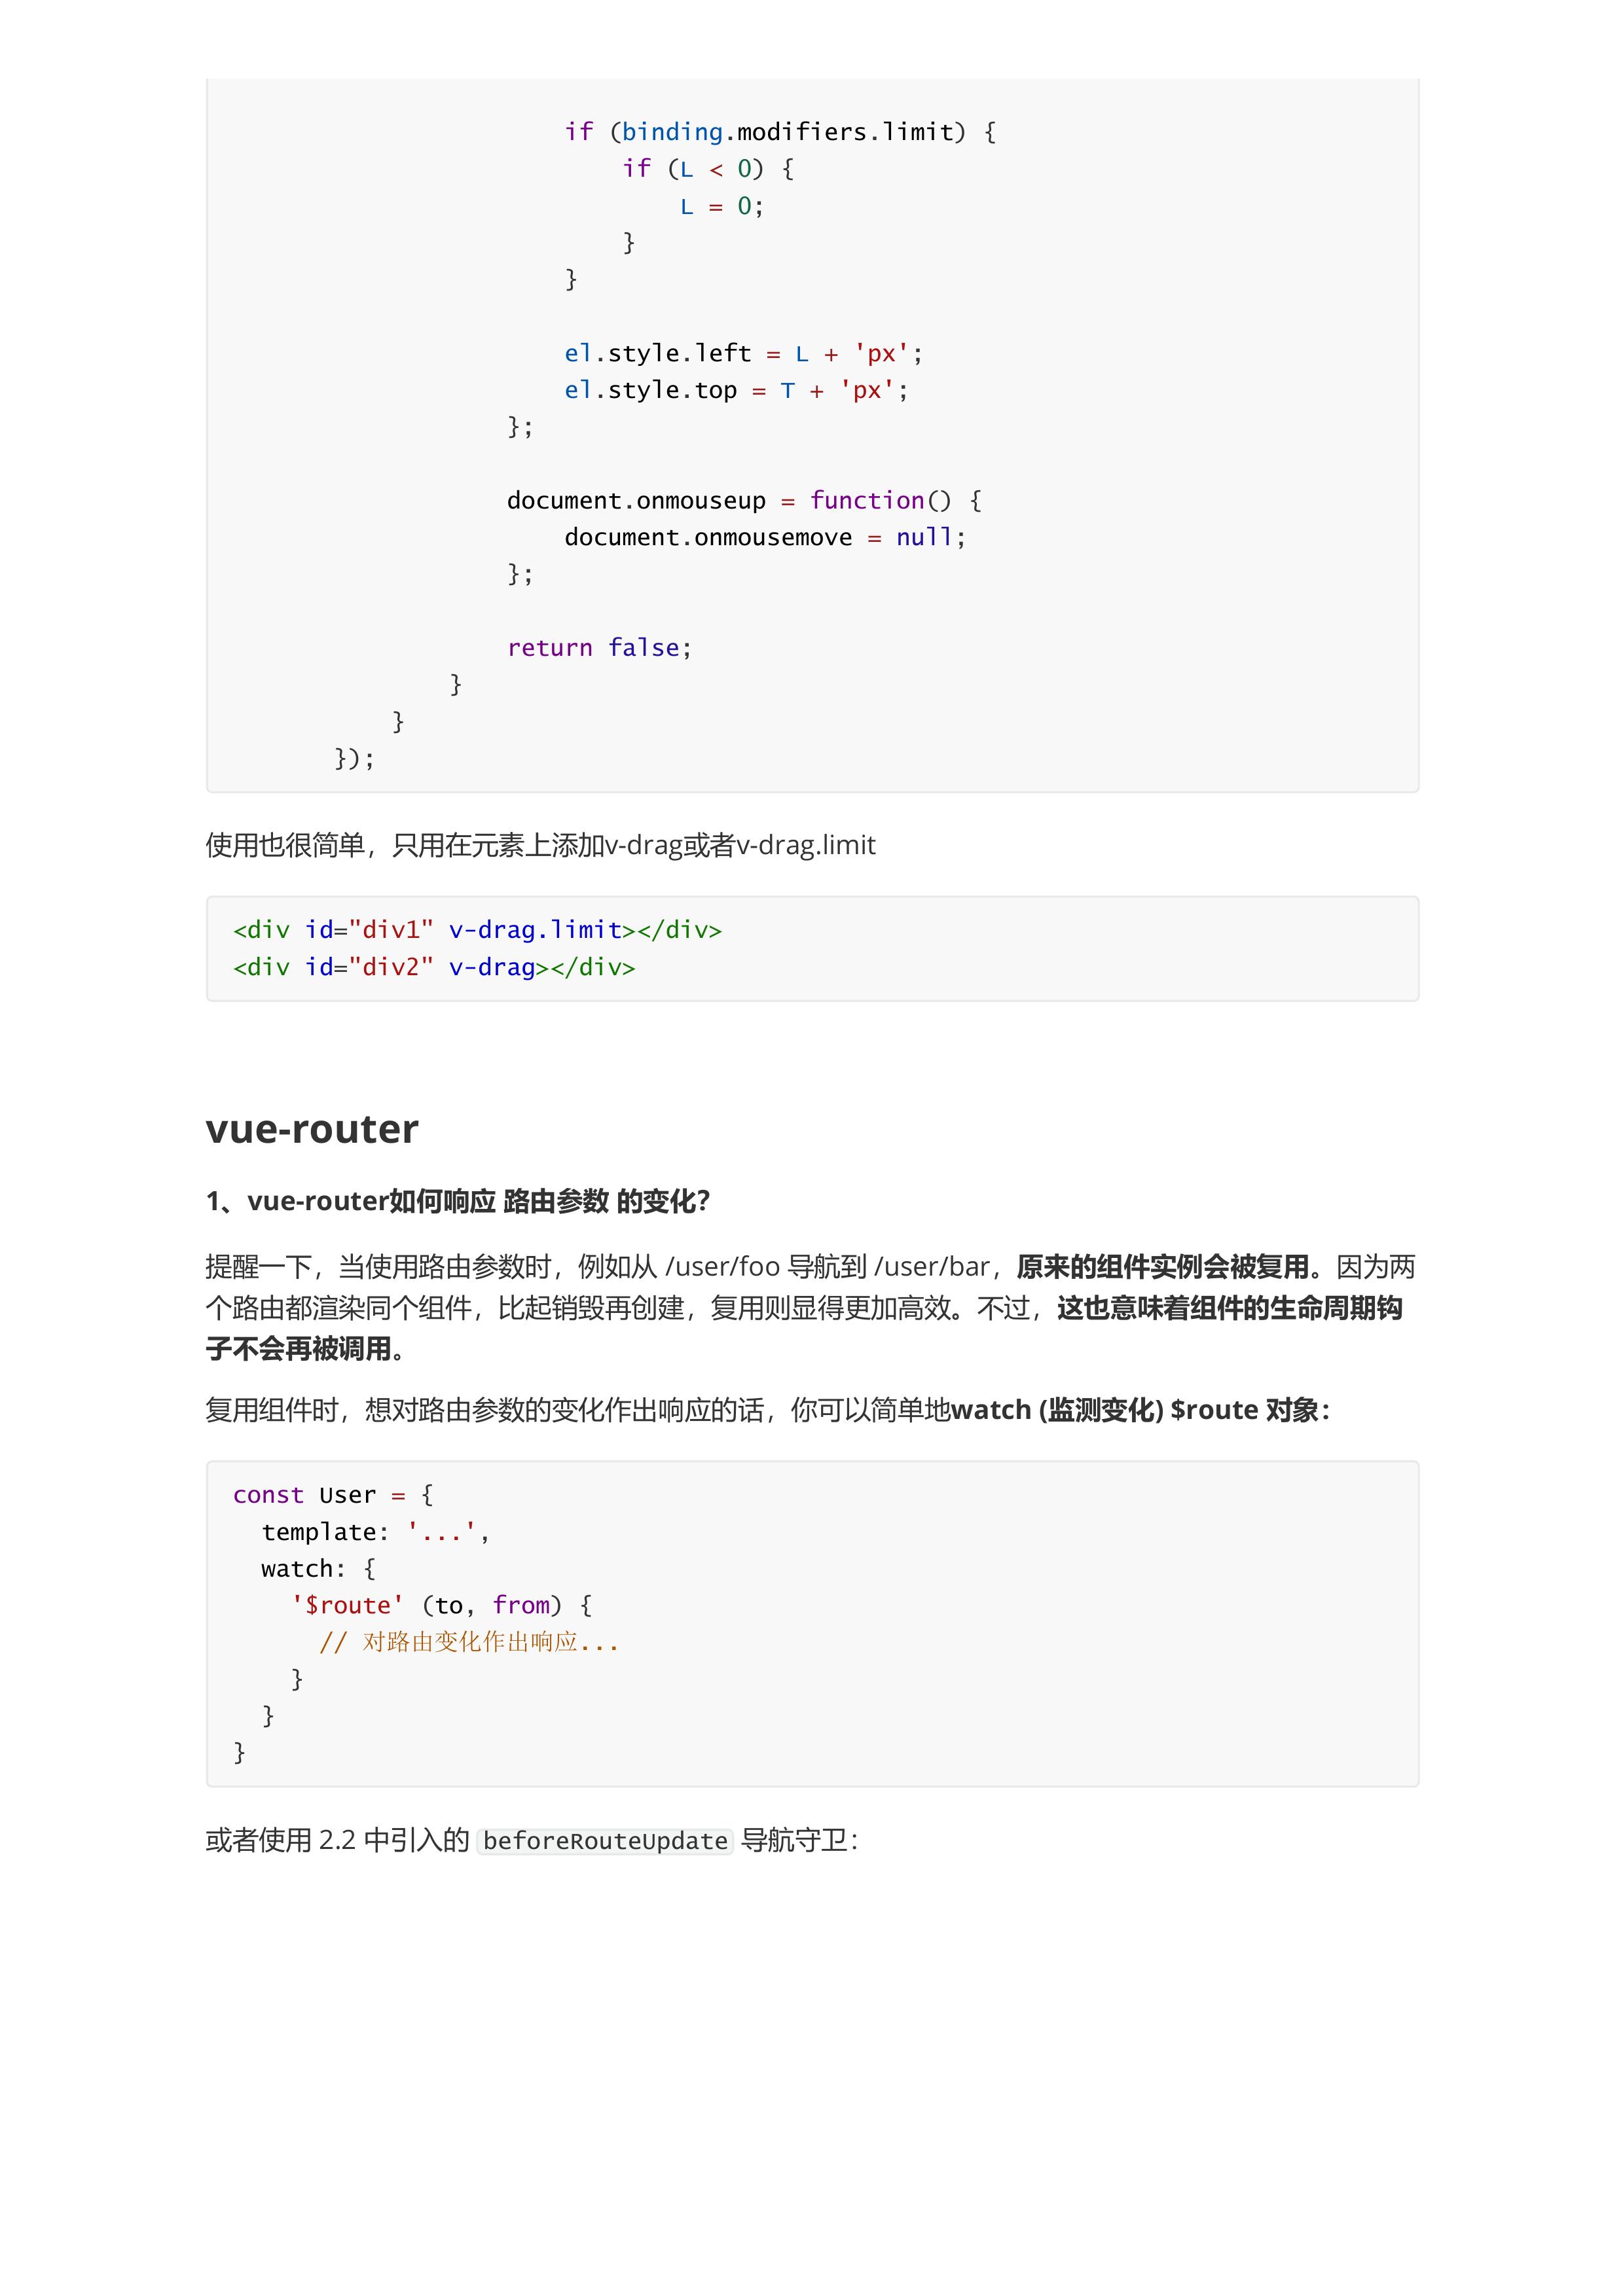 if (binding.modifiers.limit) {
if (L < 0) {
L = 0;
}
}
el.style.left = L + 'px';
el.style.top = T + 'px';
};
document.onmouseup = function() {
document.onmousemove = null;
};
return false;
}
}
});
使用也很简单，只用在元素上添加v-drag或者v-drag.limit
<div id="div1" v-drag.limit></div>
<div id="div2" v-drag></div>
vue-router
1、vue-router如何响应 路由参数 的变化？
提醒一下，当使用路由参数时，例如从 /user/foo 导航到 /user/bar，原来的组件实例会被复用。因为两
个路由都渲染同个组件，比起销毁再创建，复用则显得更加高效。不过，这也意味着组件的生命周期钩
子不会再被调用。
复用组件时，想对路由参数的变化作出响应的话，你可以简单地watch (监测变化) $route 对象：
const User = {
template: '...',
watch: {
'$route' (to, from) {
// 对路由变化作出响应...
}
}
}
或者使用 2.2 中引入的 beforeRouteUpdate 导航守卫：